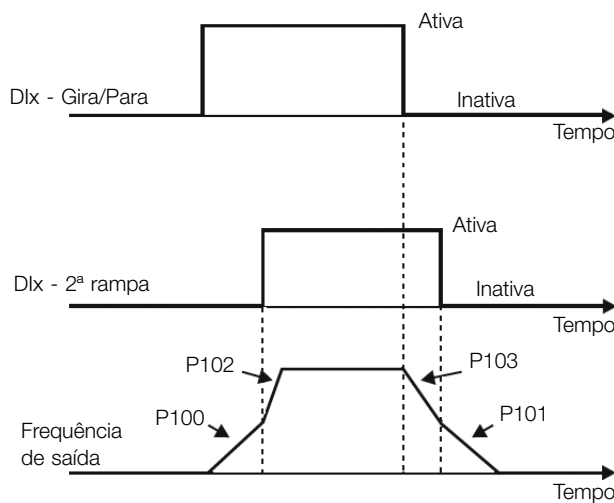 Ativa
DIx - Gira/Para
Inativa
Tempo
Ativa
DIx - 2ª rampa
Inativa
Tempo
P102
P103
P100
P101
Frequência
de saída
Tempo